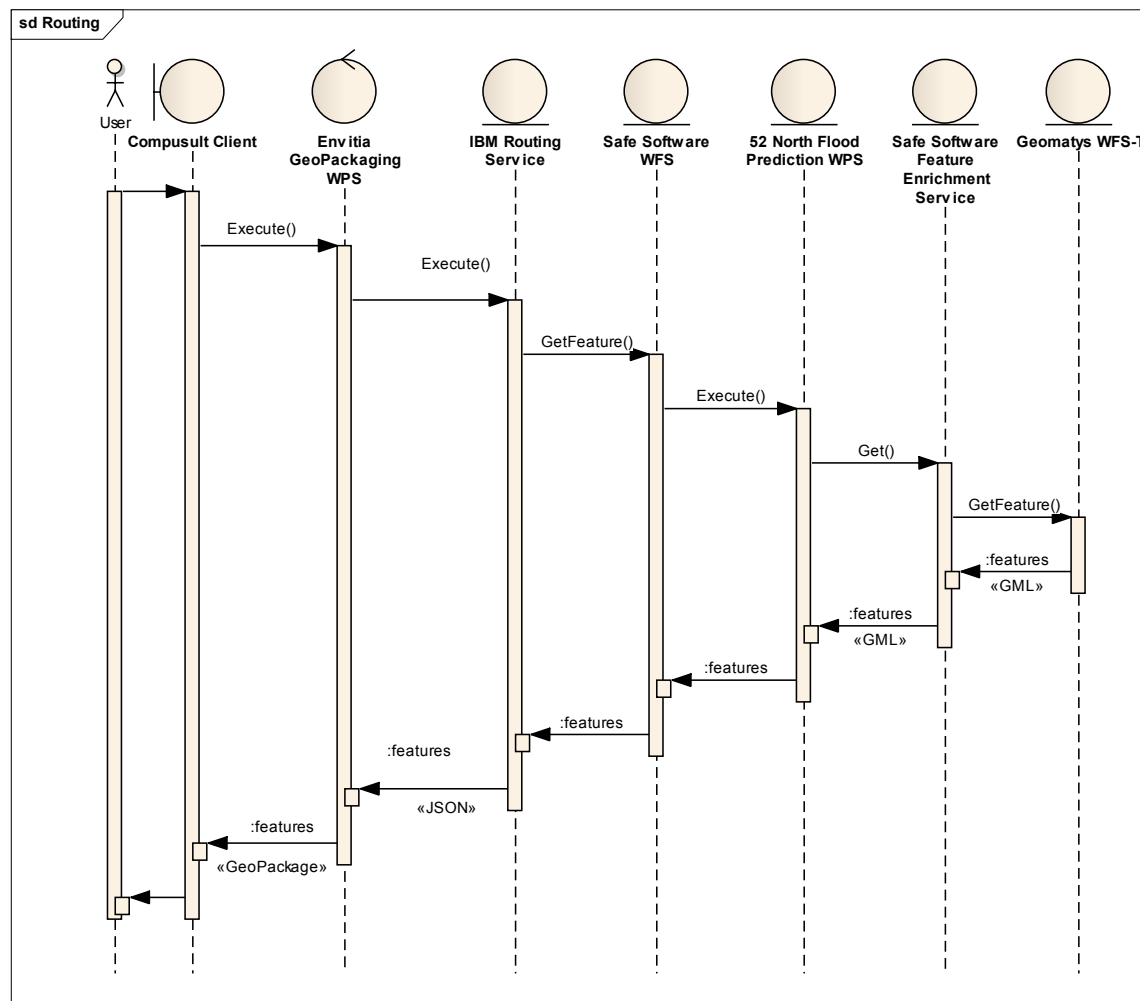 sd Routing
User
Compusult Client
Envitia
GeoPackaging
WPS
IBM Routing
Service
Safe Software
WFS
52 North Flood
Prediction WPS
Safe Software
Feature
Enrichment
Service
Geomatys WFS-T
Execute()
Execute()
GetFeature()
Execute()
Get()
GetFeature()
:features
«GML»
:features
«GML»
:features
:features
:features
«JSON»
:features
«GeoPackage»